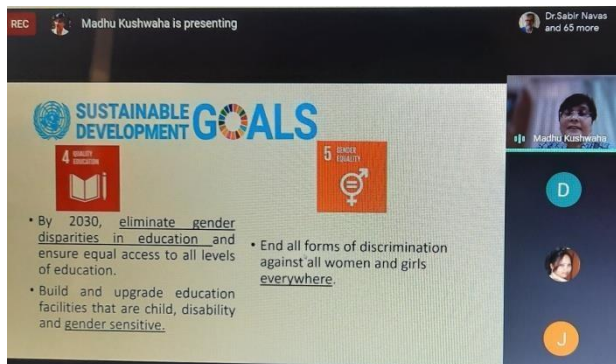 REC
Madhu Kushwaha is presenting
Dr.Sabir Navas
and 65 more
SUSTAINABLE
DEVELOPMENT
GOALS
4 QUALITY
EDUCATION
• By 2030, eliminate gender
disparities in education and
ensure equal access to all levels
of education.
• Build and upgrade education
facilities that are child, disability
and gender sensitive.
5 GENDER
EQUALITY
• End all forms of discrimination
against all women and girls
everywhere.
Madhu Kushwaha
D
J